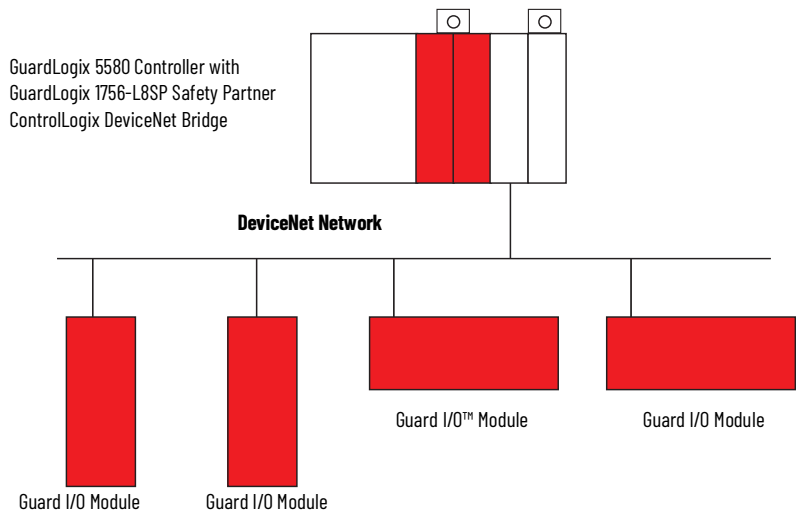 GuardLogix 5580 Controller with
GuardLogix 1756-L8SP Safety Partner
ControlLogix DeviceNet Bridge
DeviceNet Network
Guard I/O™ Module
Guard I/O Module
Guard I/O Module
Guard I/O Module